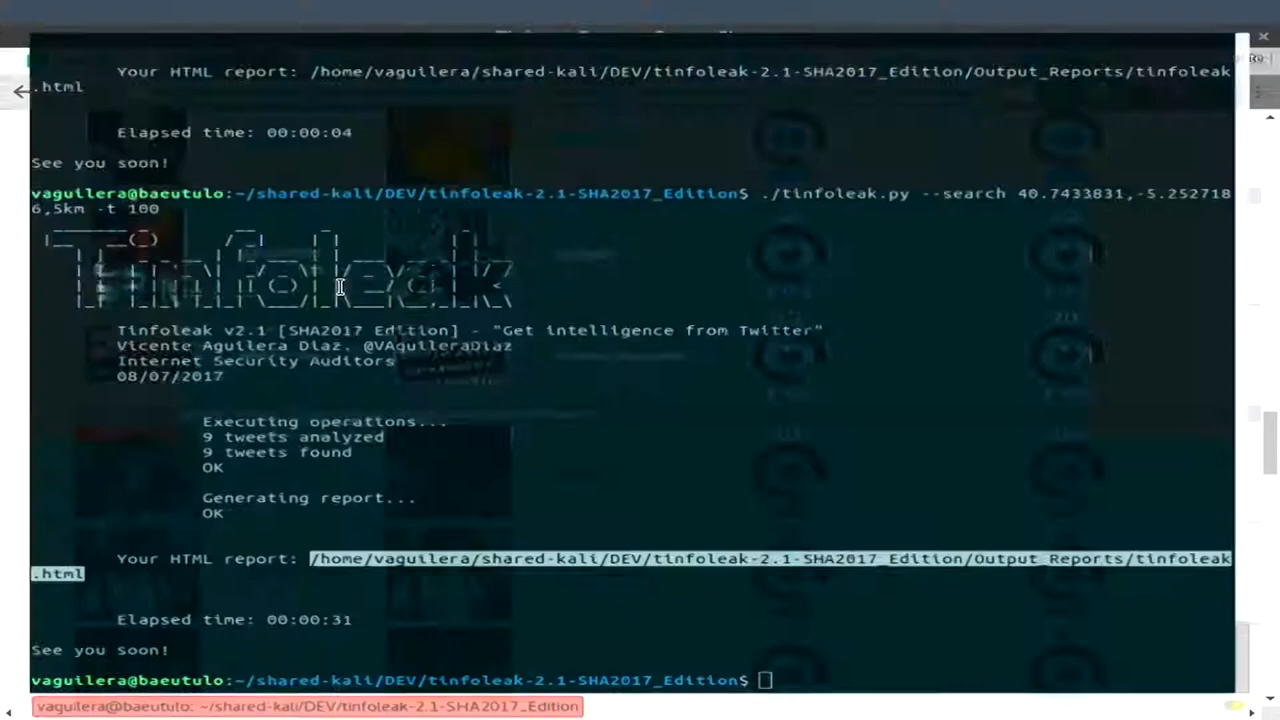 Your HTML report: /home/vaguilera/shared-kali/DEV/tinfoleak-2.1-SHA2017_Edition/Output_Reports/tinfoleak
.html
Elapsed time: 00:00:04
See you soon!
vaguilera@baeutulo:~/shared-kali/DEV/tinfoleak-2.1-SHA2017_Edition$ ./tinfoleak.py --search 40.7433831,-5.252718
6,5km -t 100
Tinfoleak
Tinfoleak v2.1 [SHA2017 Edition] - "Get intelligence from Twitter"
Vicente Aguilera Diaz. @VAguileraDiaz
Internet Security Auditors
08/07/2017
Executing operations...
9 tweets analyzed
9 tweets found
OK
Generating report...
OK
Your HTML report: /home/vaguilera/shared-kali/DEV/tinfoleak-2.1-SHA2017_Edition/Output_Reports/tinfoleak
.html
Elapsed time: 00:00:31
See you soon!
vaguilera@baeutulo:~/shared-kali/DEV/tinfoleak-2.1-SHA2017_Edition$
vaguilera@baeutulo: ~/shared-kali/DEV/tinfoleak-2.1-SHA2017_Edition